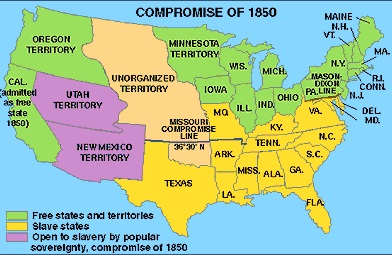 COMPROMISE OF 1850
OREGON
TERRITORY
CAL.
(admitted
as free
state
1850)
UTAH
TERRITORY
NEW MEXICO
TERRITORY
UNORGANIZED
TERRITORY
MISSOURI
COMPROMISE
LINE
36°30' N
MINNESOTA
TERRITORY
WIS.
MICH.
IOWA
ILL.
IND.
OHIO
MAINE
N.H.
VT.
MA.
N.Y.
R.I.
CONN.
N.J.
MASON-
DIXON
LINE
PA.
DEL.
MD.
VA.
MO.
KY.
N.C.
TENN.
S.C.
ARK.
MISS.
ALA.
GA.
TEXAS
LA.
FLA.
Free states and territories
Slave states
Open to slavery by popular
sovereignty, compromise of 1850